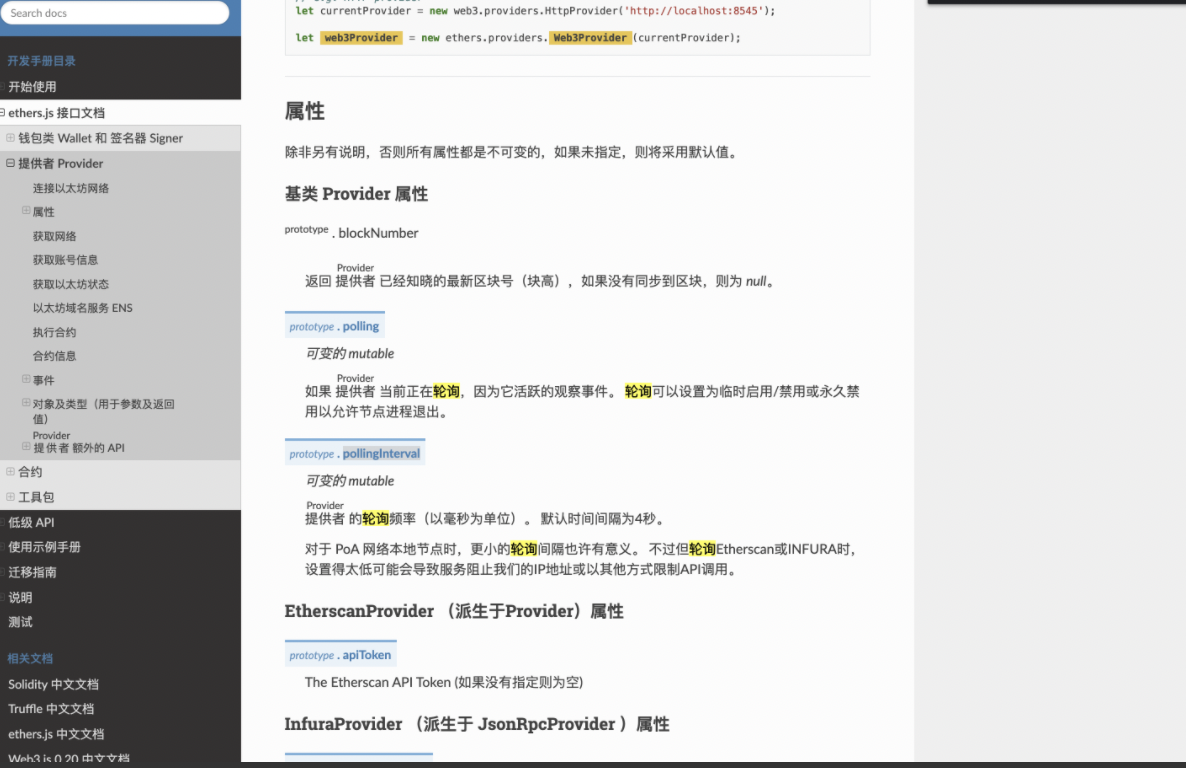 Search docs
开发手册目录
开始使用
ethers.js 接口文档
钱包类 Wallet 和 签名器 Signer
提供者 Provider
连接以太坊网络
属性
获取网络
获取账号信息
获取以太坊状态
以太坊域名服务 ENS
执行合约
合约信息
事件
对象及类型（用于参数及返回
值）
Provider
提供者 额外的 API
合约
工具包
低级 API
使用示例手册
迁移指南
说明
测试
相关文档
Solidity 中文文档
Truffle 中文文档
ethers.js 中文文档
Web3.js 0.20 中文文档
let currentProvider = new web3.providers.HttpProvider('http://localhost:8545');
let web3Provider = new ethers.providers.Web3Provider(currentProvider);
属性
除非另有说明，否则所有属性都是不可变的，如果未指定，则将采用默认值。
基类 Provider 属性
prototype . blockNumber
Provider
返回 提供者 已经知晓的最新区块号（块高），如果没有同步到区块，则为 null。
prototype . polling
可变的 mutable
Provider
如果 提供者 当前正在轮询，因为它活跃的观察事件。 轮询可以设置为临时启用/禁用或永久禁
用以允许节点进程退出。
prototype . pollingInterval
可变的 mutable
Provider
提供者 的轮询频率（以毫秒为单位）。 默认时间间隔为4秒。
对于 PoA 网络本地节点时，更小的轮询间隔也许有意义。 不过但轮询Etherscan或INFURA时，
设置得太低可能会导致服务阻止我们的IP地址或以其他方式限制API调用。
EtherscanProvider （派生于Provider）属性
prototype . apiToken
The Etherscan API Token (如果没有指定则为空)
InfuraProvider （派生于 JsonRpcProvider ）属性